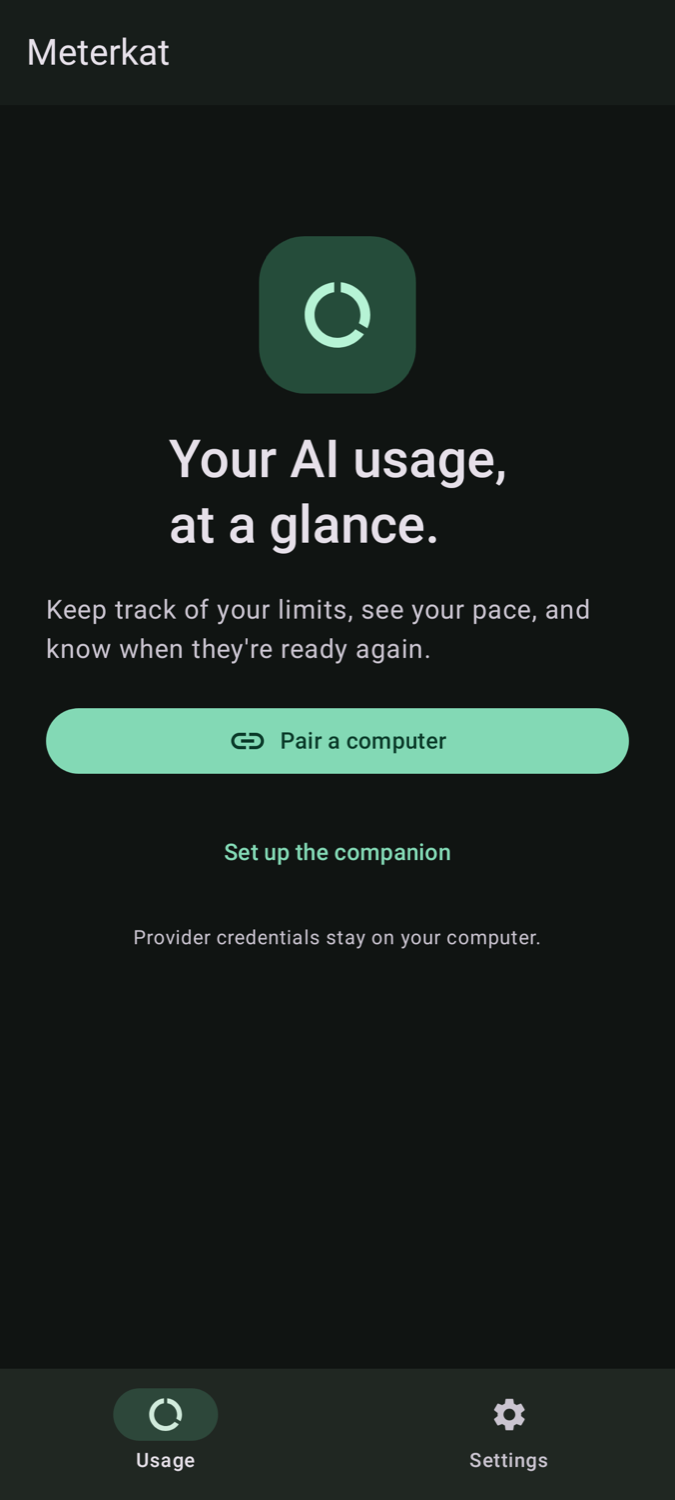 Meterkat
Your AI usage,
at a glance.
Keep track of your limits, see your pace, and
know when they're ready again.
Pair a computer
Set up the companion
Provider credentials stay on your computer.
Usage
Settings